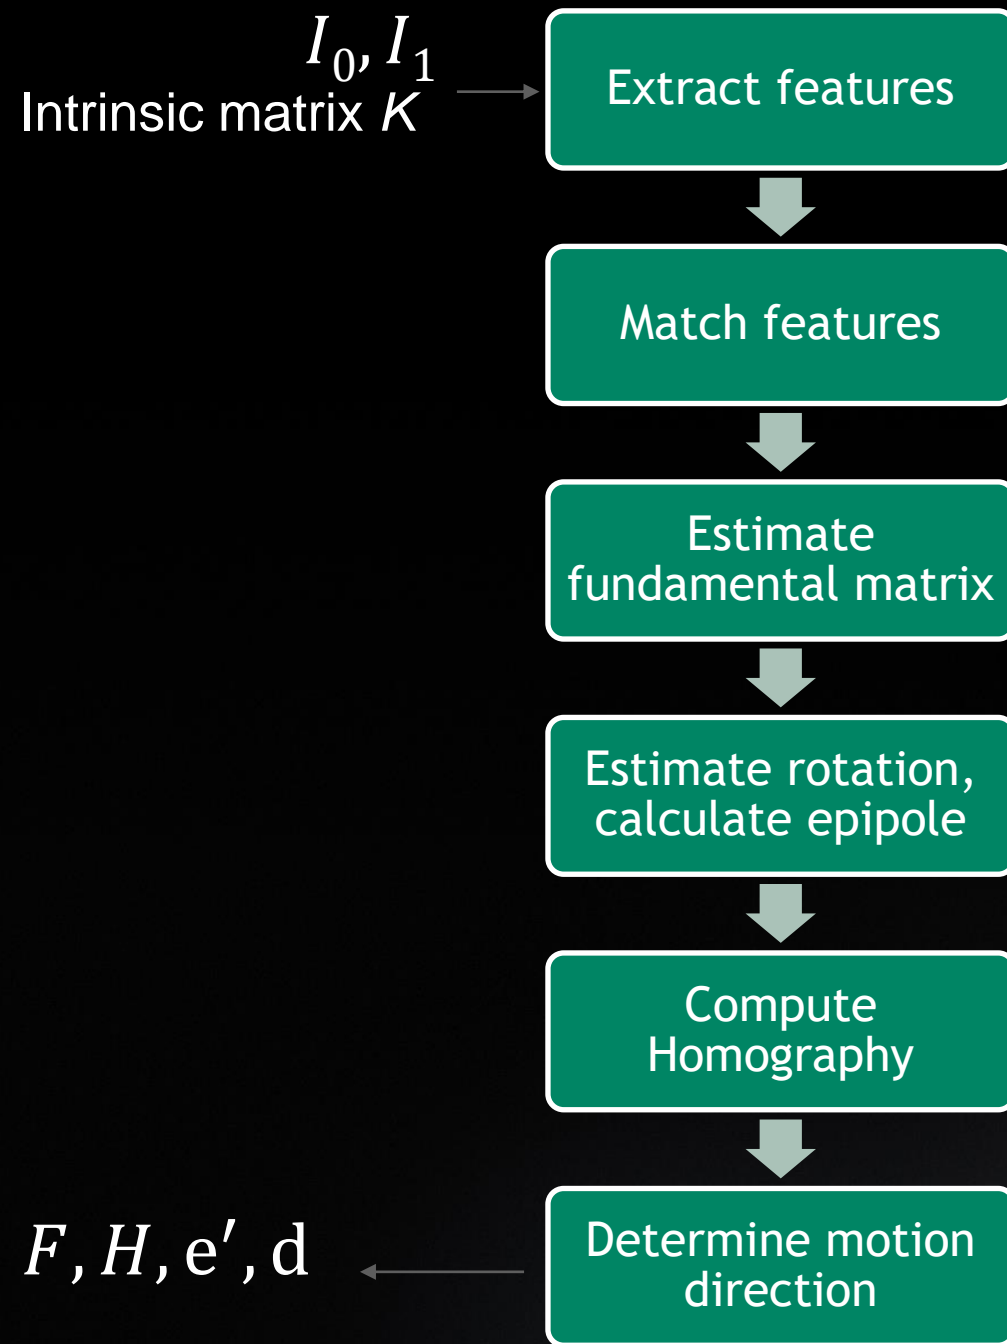 I₀, I₁
Intrinsic matrix K
Extract features
Match features
Estimate
fundamental matrix
Estimate rotation,
calculate epipole
Compute
Homography
Determine motion
direction
F, H, e′, d